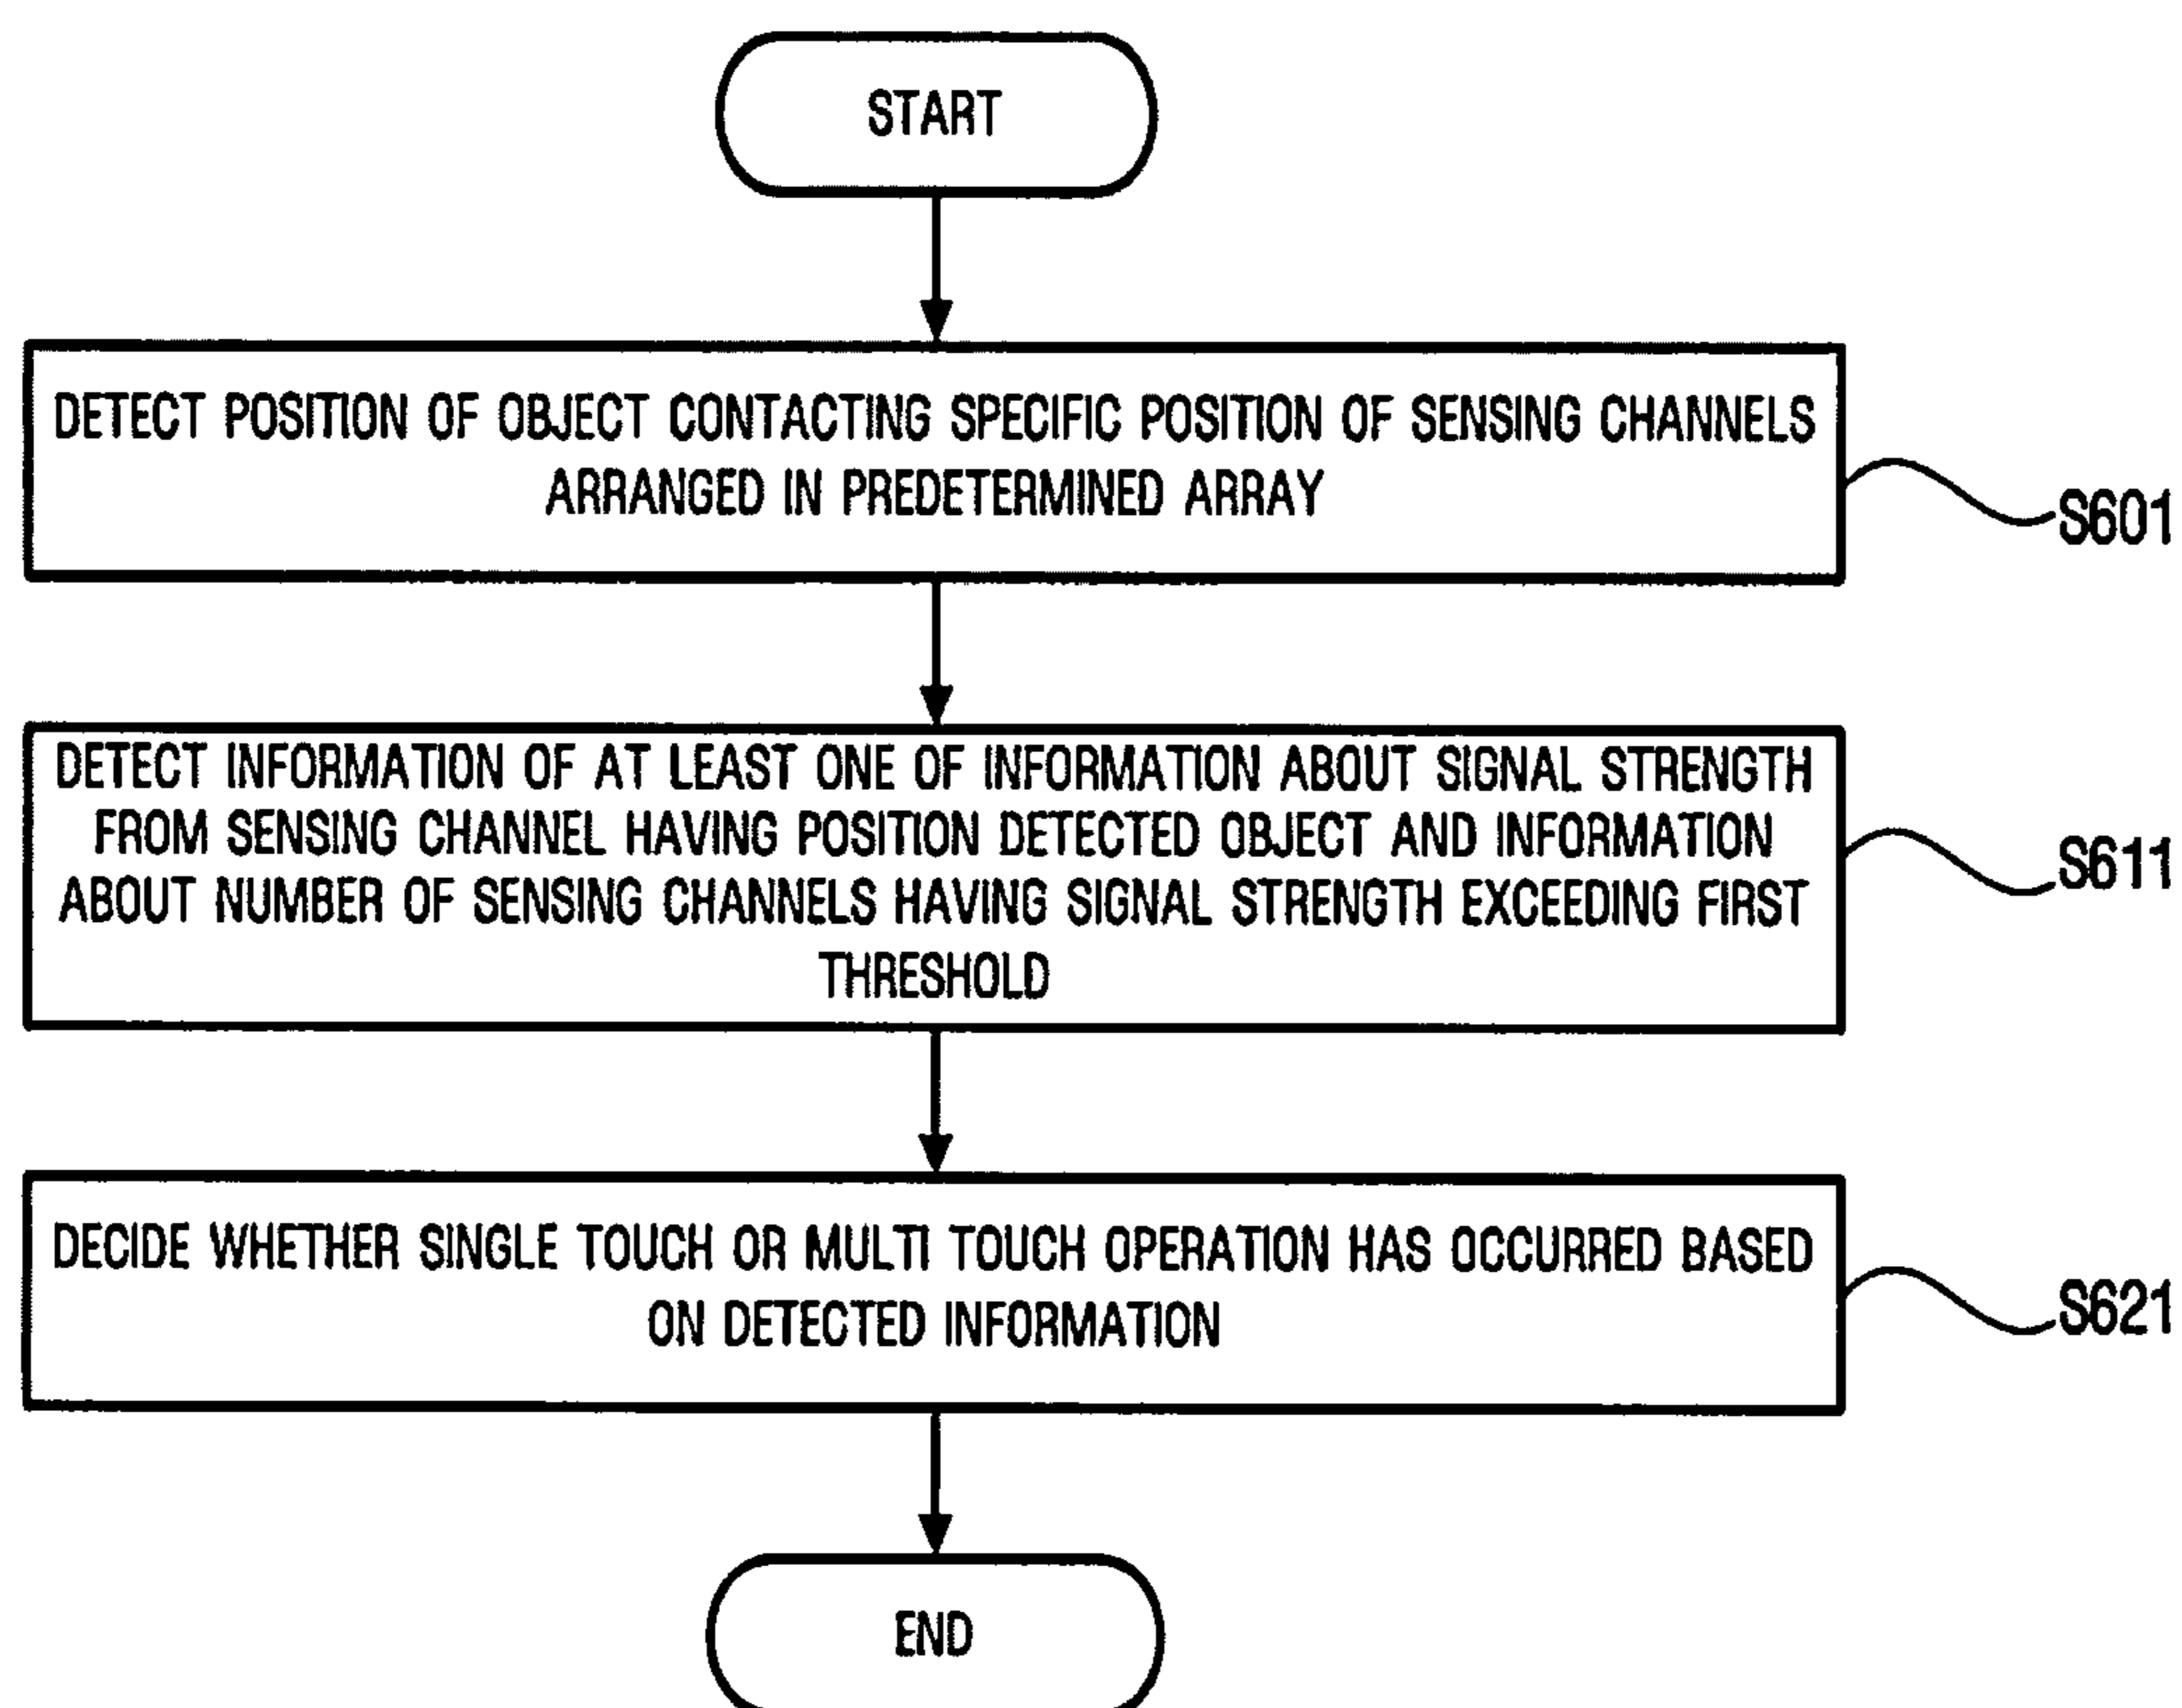 START
DETECT POSITION OF OBJECT CONTACTING SPECIFIC POSITION OF SENSING CHANNELS
ARRANGED IN PREDETERMINED ARRAY
S601
DETECT INFORMATION OF AT LEAST ONE OF INFORMATION ABOUT SIGNAL STRENGTH
FROM SENSING CHANNEL HAVING POSITION DETECTED OBJECT AND INFORMATION
ABOUT NUMBER OF SENSING CHANNELS HAVING SIGNAL STRENGTH EXCEEDING FIRST
THRESHOLD
S611
DECIDE WHETHER SINGLE TOUCH OR MULTI TOUCH OPERATION HAS OCCURRED BASED
ON DETECTED INFORMATION
S621
END